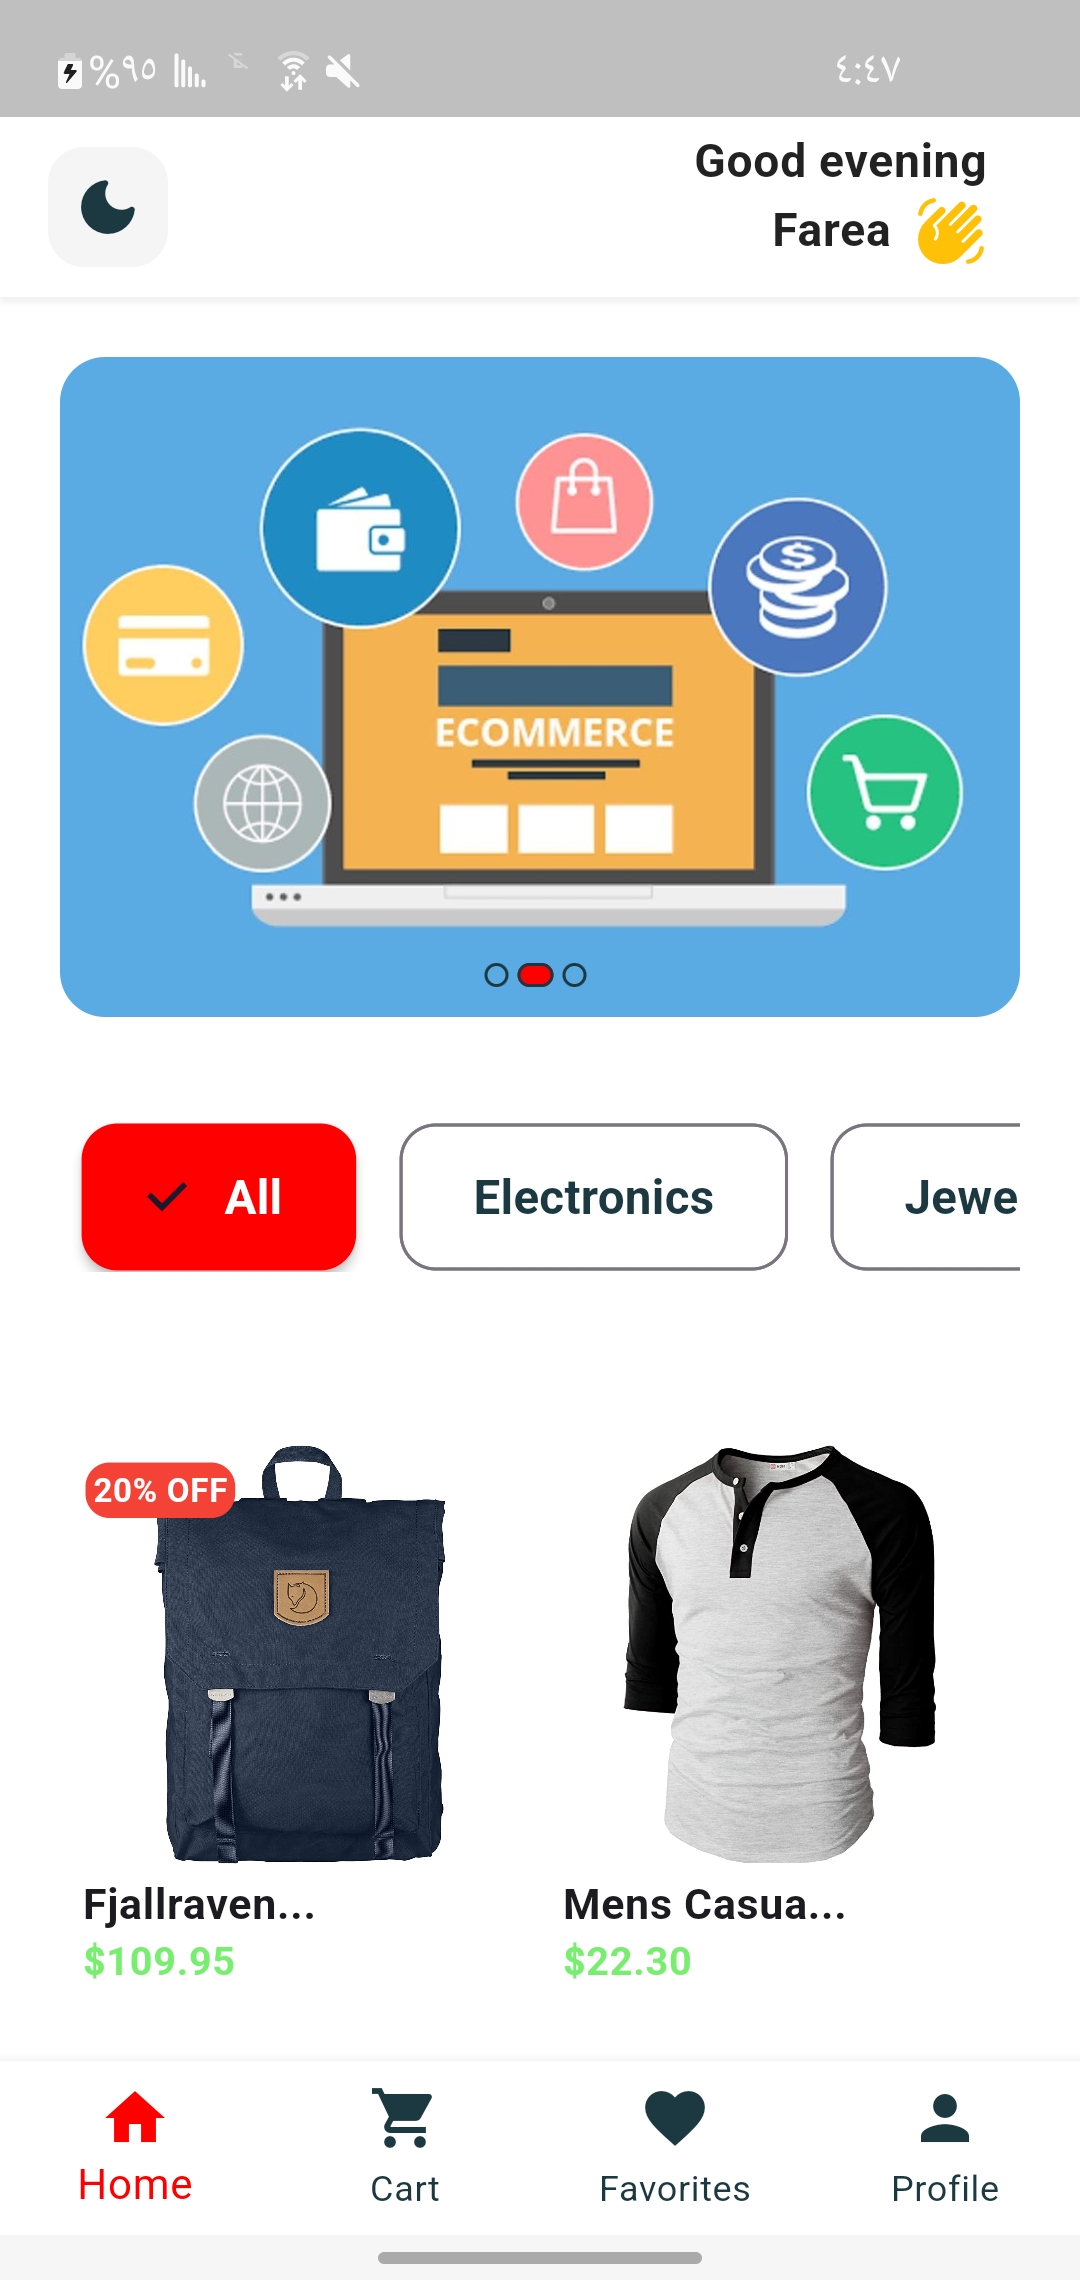 %٩٥
٤:٤٧
Good evening
Farea
ECOMMERCE
All
Electronics
Jewe
20% OFF
Fjallraven...
$109.95
Mens Casua...
$22.30
Home
Cart
Favorites
Profile